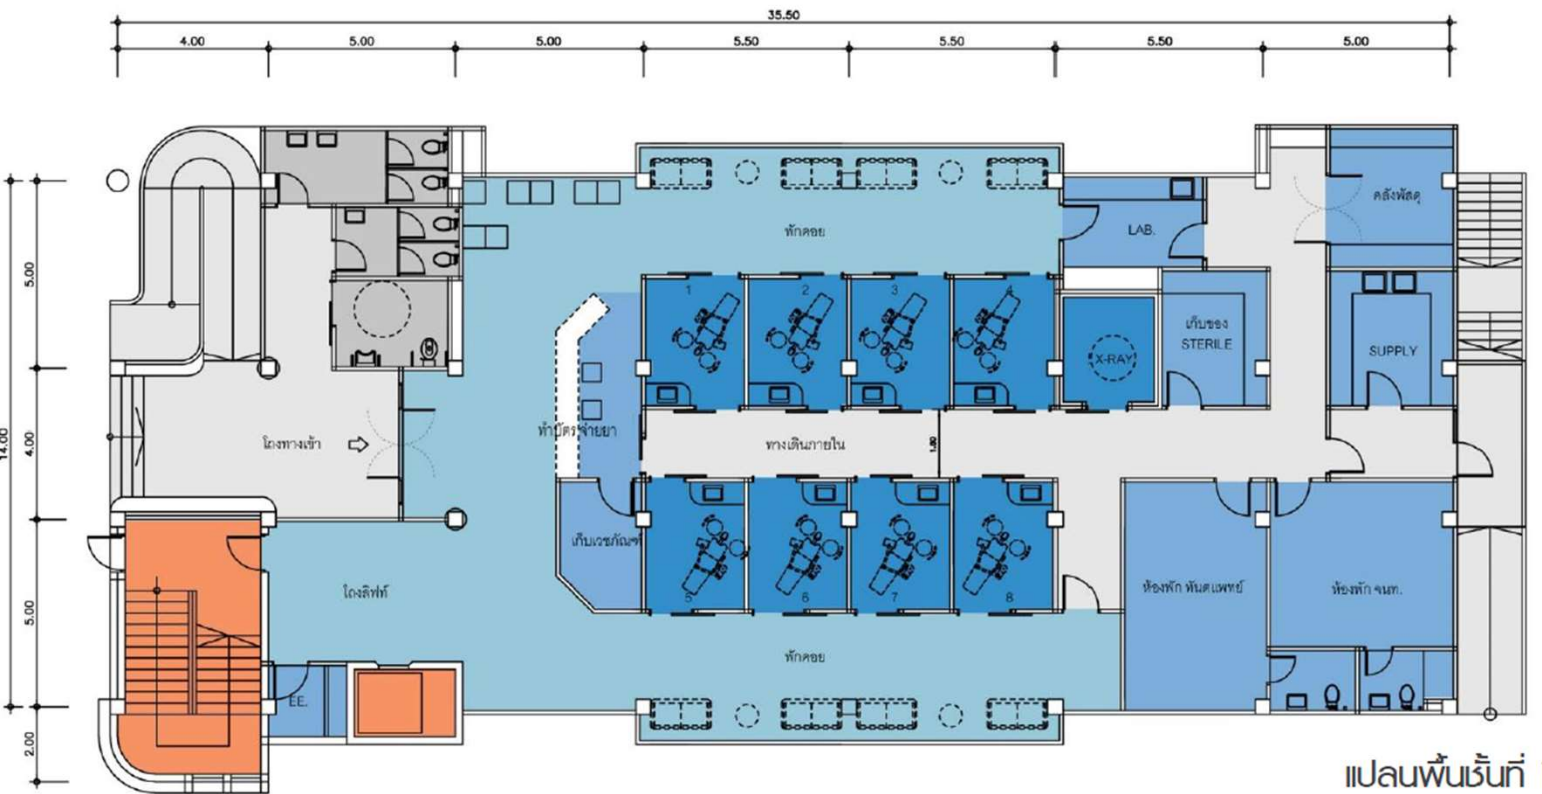 35.50
4.00 5.00 5.00 5.50 5.50 5.50 5.00
คลังพัสดุ
พักคอย
LAB.
5.00
1 2 3 4
เก็บของ
STERILE
X-RAY
SUPPLY
14.00
4.00
โถงทางเข้า
ทำบัตร จ่ายยา
ทางเดินภายใน
1.80
เก็บเวชภัณฑ์
5.00
โถงลิฟท์
5 6 7 8
ห้องพัก ทันตแพทย์
ห้องพัก จนท.
พักคอย
EE.
2.00
แปลนพื้นชั้นที่